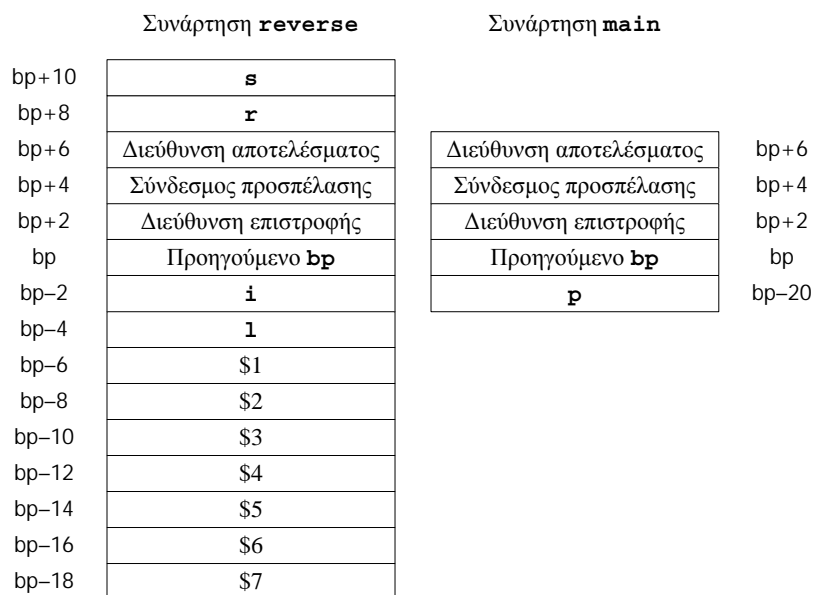 Συνάρτηση reverse Συνάρτηση main
bp+10 s
bp+8 r
bp+6 Διεύθυνση αποτελέσματος Διεύθυνση αποτελέσματος bp+6
bp+4 Σύνδεσμος προσπέλασης Σύνδεσμος προσπέλασης bp+4
bp+2 Διεύθυνση επιστροφής Διεύθυνση επιστροφής bp+2
bp Προηγούμενο bp Προηγούμενο bp bp
bp–2 i p bp–20
bp–4 l
bp–6 $1
bp–8 $2
bp–10 $3
bp–12 $4
bp–14 $5
bp–16 $6
bp–18 $7